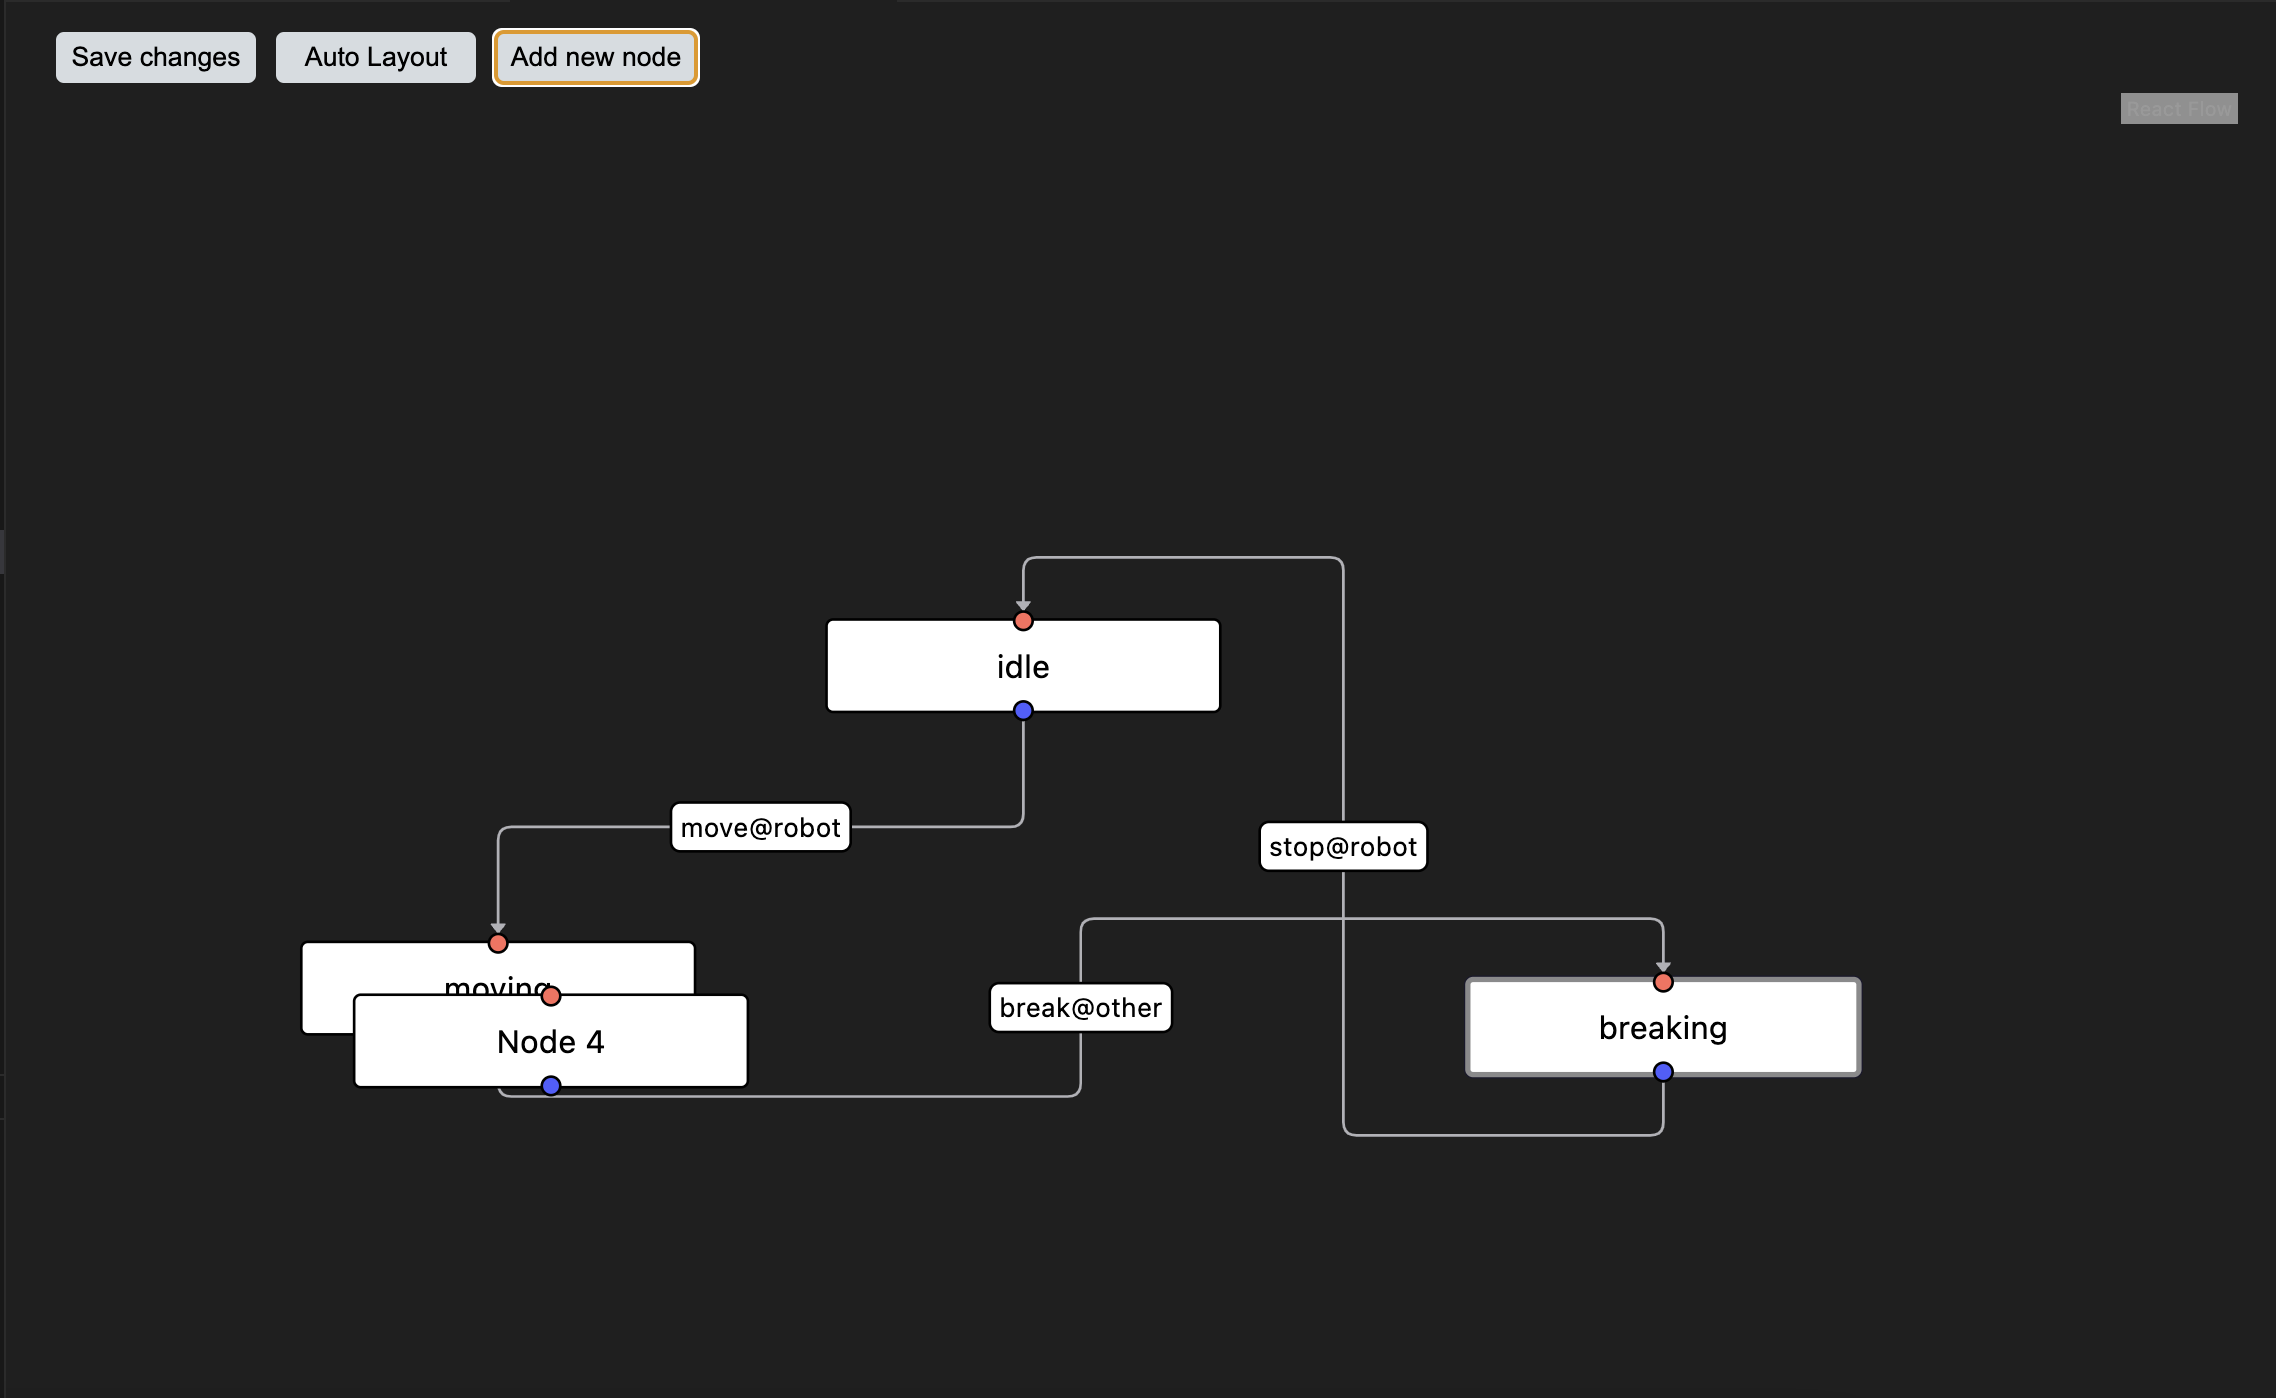 Save changes
Auto Layout
Add new node
React Flow
idle
move@robot
stop@robot
moving
break@other
Node 4
breaking